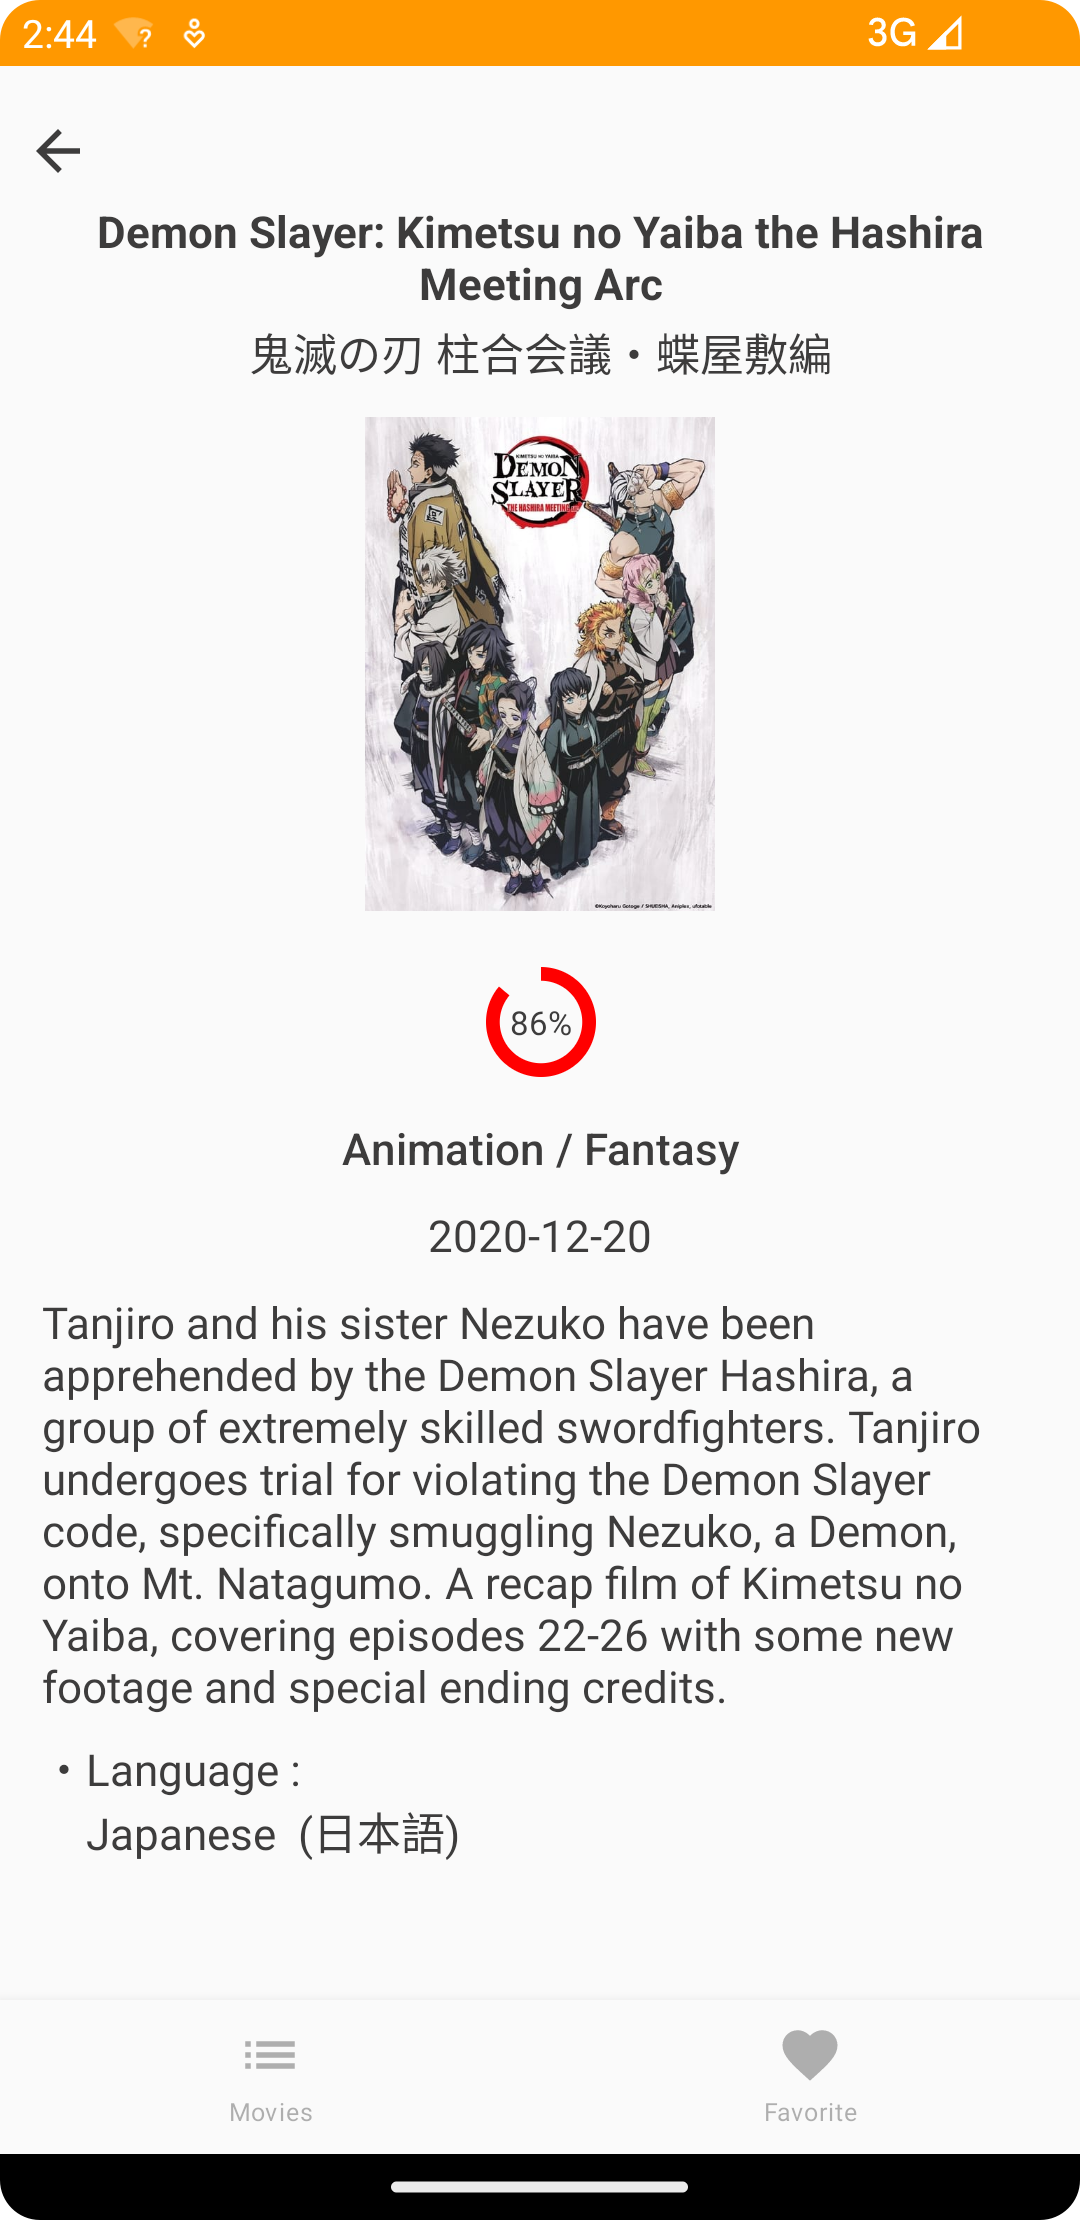 2:44
3G
Demon Slayer: Kimetsu no Yaiba the Hashira
Meeting Arc
鬼滅の刃 柱合会議・蝶屋敷編
KIMETSU NO YAIBA
DEMON
SLAYER
THE HASHIRA MEETING
©Koyoharu Gotoge / SHUEISHA, Aniplex, ufotable
86%
Animation / Fantasy
2020-12-20
Tanjiro and his sister Nezuko have been
apprehended by the Demon Slayer Hashira, a
group of extremely skilled swordfighters. Tanjiro
undergoes trial for violating the Demon Slayer
code, specifically smuggling Nezuko, a Demon,
onto Mt. Natagumo. A recap film of Kimetsu no
Yaiba, covering episodes 22-26 with some new
footage and special ending credits.
・Language :
Japanese (日本語)
Movies
Favorite